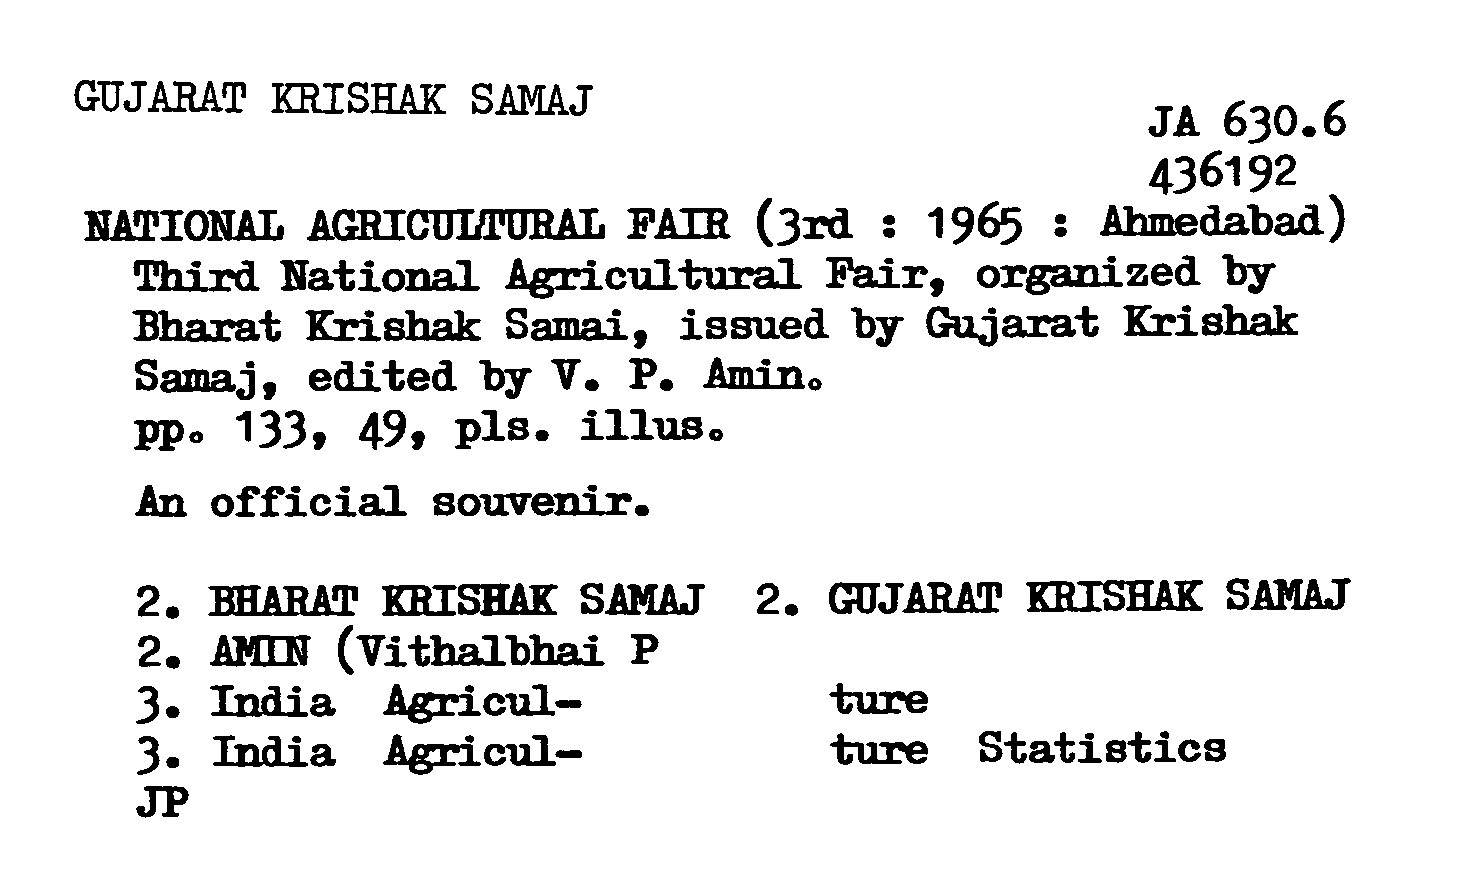 GUJARAT KRISHAK SAMAJ
JA 630.6
436192
NATIONAL AGRICULTURAL FAIR (3rd : 1965 : Ahmedabad)
Third National Agricultural Fair, organized by
Bharat Krishak Samai, issued by Gujarat Krishak
Samaj, edited by V. P. Amin.
pp. 133, 49, pls. illus.
An official souvenir.
2. BHARAT KRISHAK SAMAJ 2. GUJARAT KRISHAK SAMAJ
2. AMIN (Vithalbhai P
3. India Agricul- ture
3. India Agricul- ture Statistics
JP